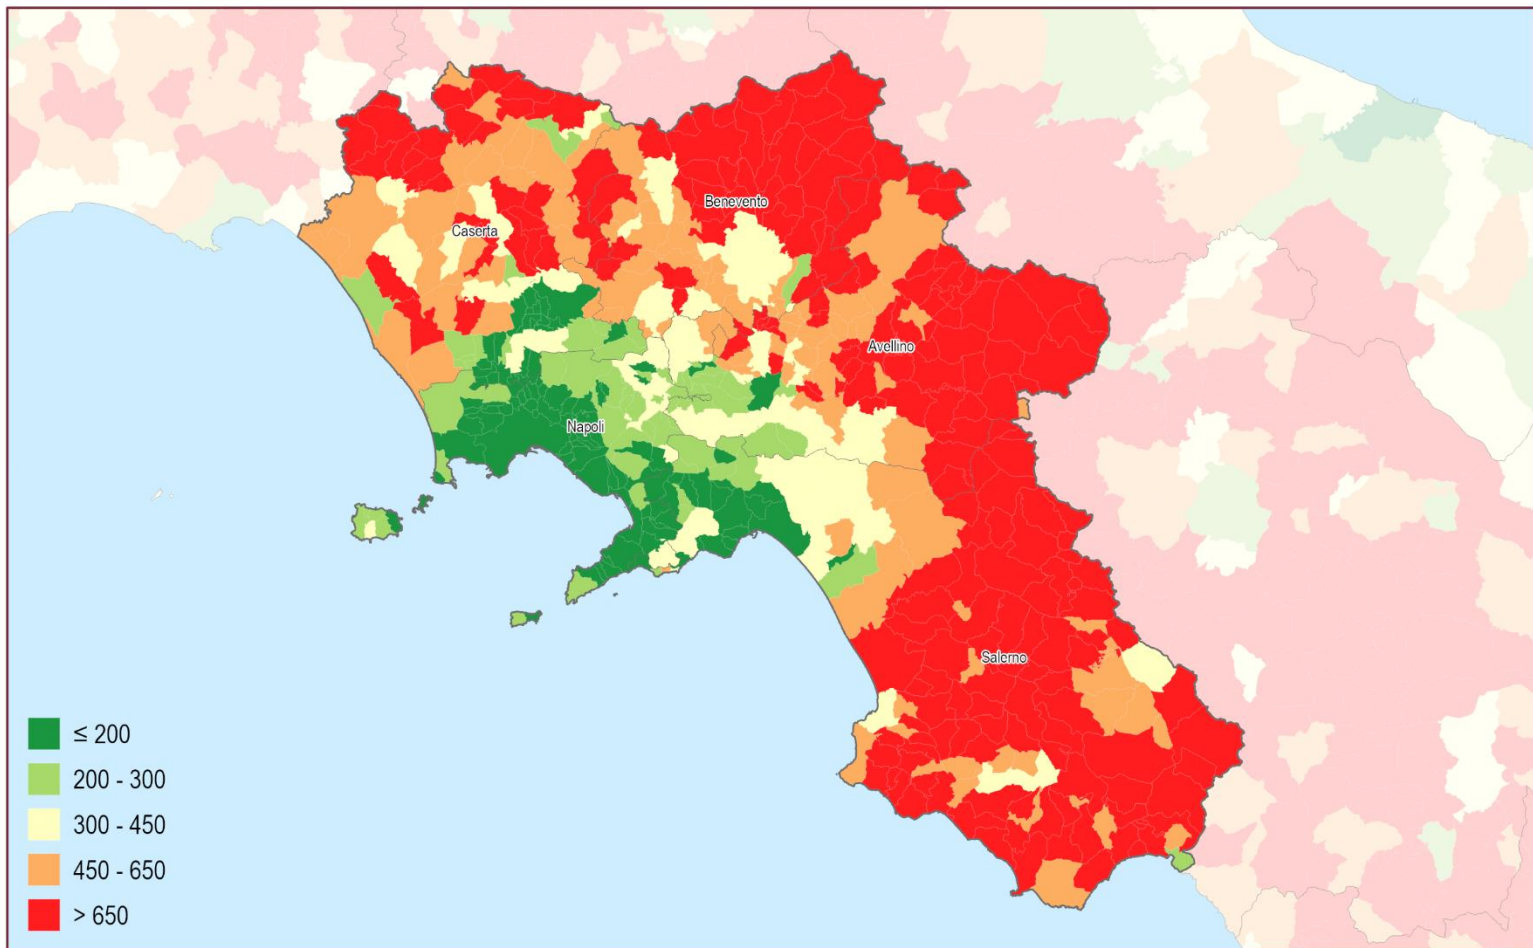 Benevento
Caserta
Avellino
Napoli
Salerno
≤ 200
200 - 300
300 - 450
450 - 650
> 650